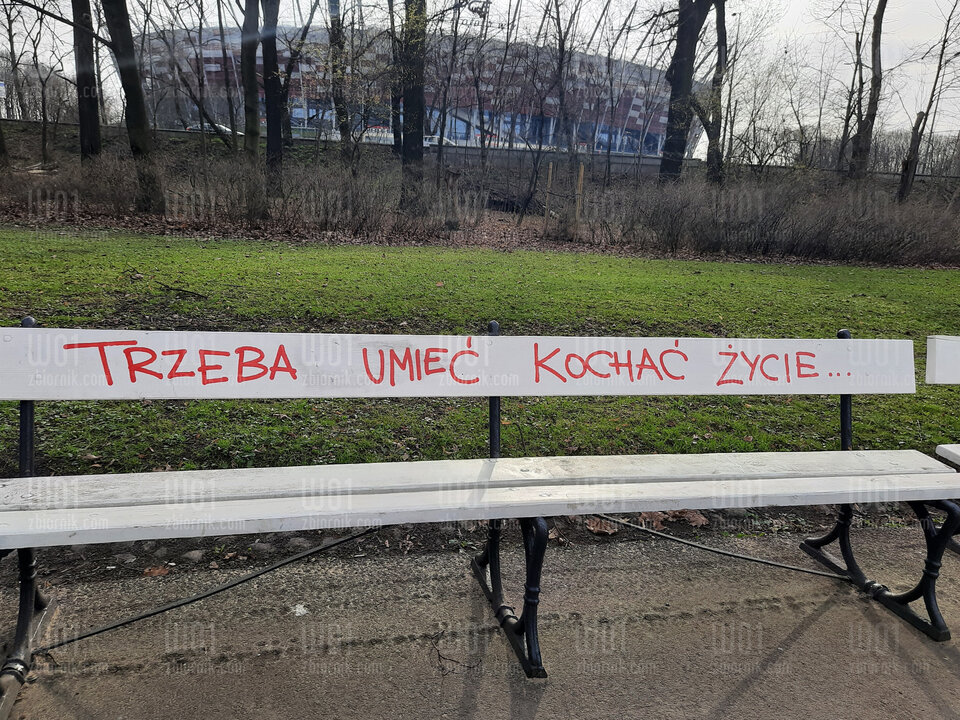 TRZEBA UMIEĆ KOCHAĆ ŻYCIE...